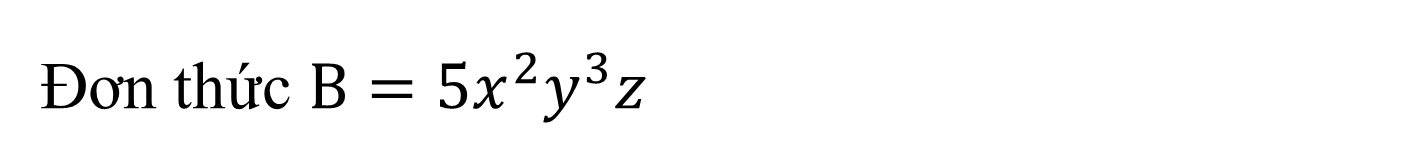 Đơn thức B = 5x²y³z